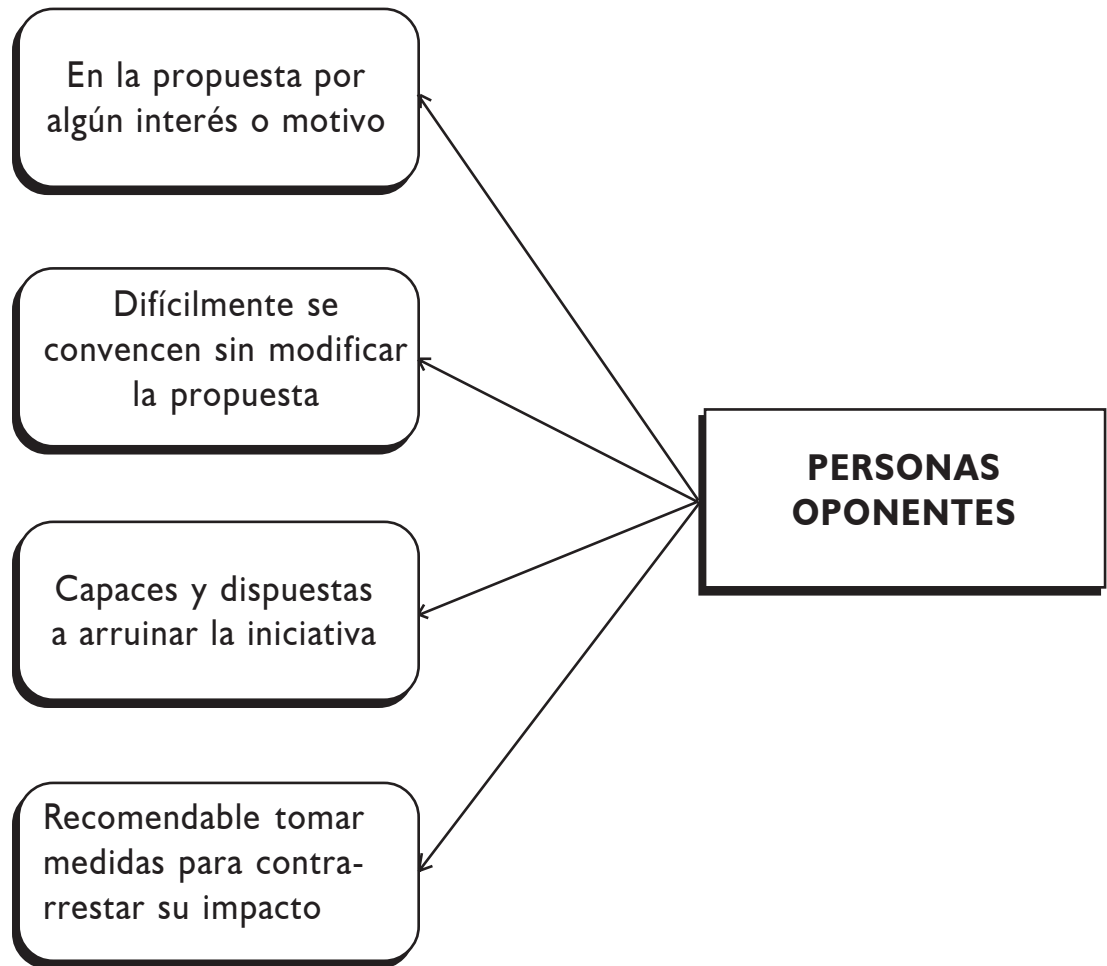 En la propuesta por
algún interés o motivo
Difícilmente se
convencen sin modificar
la propuesta
Capaces y dispuestas
a arruinar la iniciativa
Recomendable tomar
medidas para contra-
rrestar su impacto
PERSONAS
OPONENTES